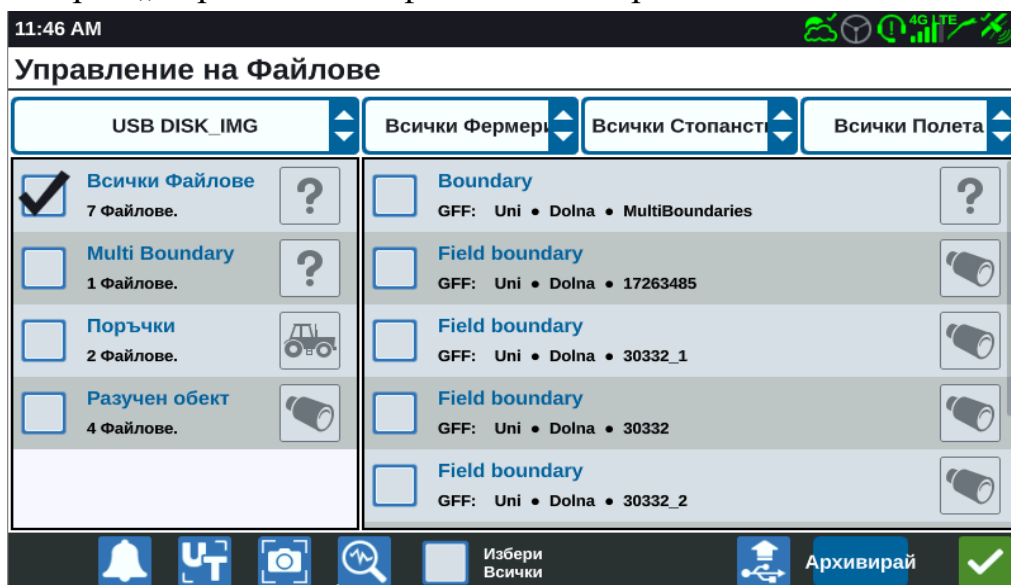 11:46 AM
4G LTE
Управление на Файлове
USB DISK_IMG
Всички Фермери
Всички Стопанст
Всички Полета
Всички Файлове
7 Файлове.
Multi Boundary
1 Файлове.
Поръчки
2 Файлове.
Разучен обект
4 Файлове.
Boundary
GFF: Uni ● Dolna ● MultiBoundaries
Field boundary
GFF: Uni ● Dolna ● 17263485
Field boundary
GFF: Uni ● Dolna ● 30332_1
Field boundary
GFF: Uni ● Dolna ● 30332
Field boundary
GFF: Uni ● Dolna ● 30332_2
UT
Избери
Всички
Архивирай